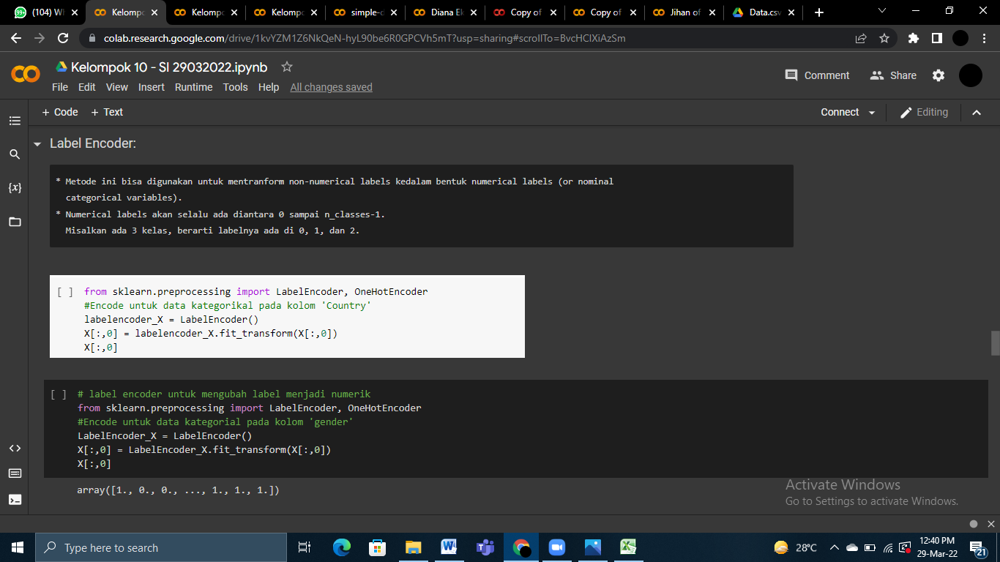 (104) W
Kelompo
Kelompo
Kelompo
simple-d
Diana Ek
Copy of
Copy of
Jihan of
Data.csv
colab.research.google.com/drive/1kvYZM1Z6NkQeN-hyL90be6R0GPCVh5mT?usp=sharing#scrollTo=BvcHClXiAzSm
Kelompok 10 - SI 29032022.ipynb
File Edit View Insert Runtime Tools Help All changes saved
Comment
Share
+ Code + Text
Connect
Editing
Label Encoder:
* Metode ini bisa digunakan untuk mentranform non-numerical labels kedalam bentuk numerical labels (or nominal
categorical variables).
* Numerical labels akan selalu ada diantara 0 sampai n_classes-1.
Misalkan ada 3 kelas, berarti labelnya ada di 0, 1, dan 2.
[ ] from sklearn.preprocessing import LabelEncoder, OneHotEncoder
#Encode untuk data kategorikal pada kolom 'Country'
labelencoder_X = LabelEncoder()
X[:,0] = labelencoder_X.fit_transform(X[:,0])
X[:,0]
[ ] # label encoder untuk mengubah label menjadi numerik
from sklearn.preprocessing import LabelEncoder, OneHotEncoder
#Encode untuk data kategorial pada kolom 'gender'
LabelEncoder_X = LabelEncoder()
X[:,0] = LabelEncoder_X.fit_transform(X[:,0])
X[:,0]
array([1., 0., 0., ..., 1., 1., 1.])
Activate Windows
Go to Settings to activate Windows.
Type here to search
28°C
12:40 PM
29-Mar-22
21